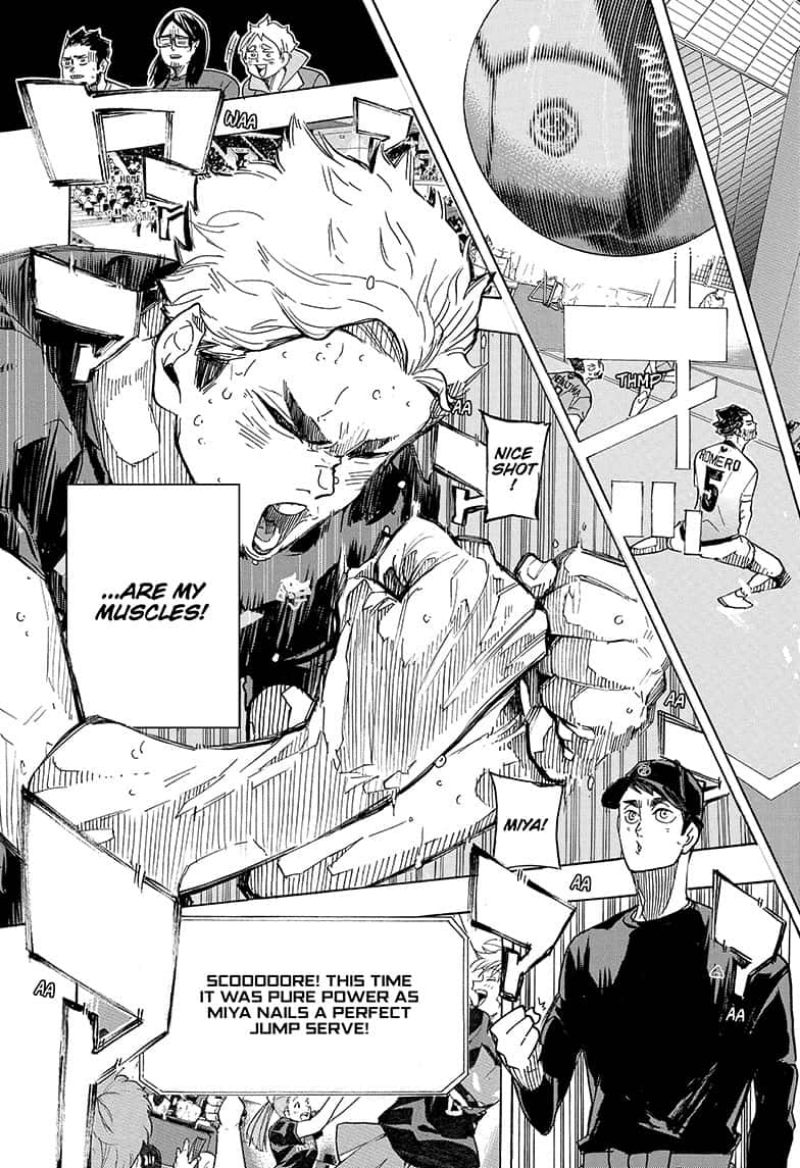 MOOGA
WAA
THMP
ROMERO
5
AA
NICE
SHOT
!
...ARE MY
MUSCLES!
AA
MIYA!
AA
SCOOOOORE! THIS TIME
IT WAS PURE POWER AS
MIYA NAILS A PERFECT
JUMP SERVE!
AA
AA